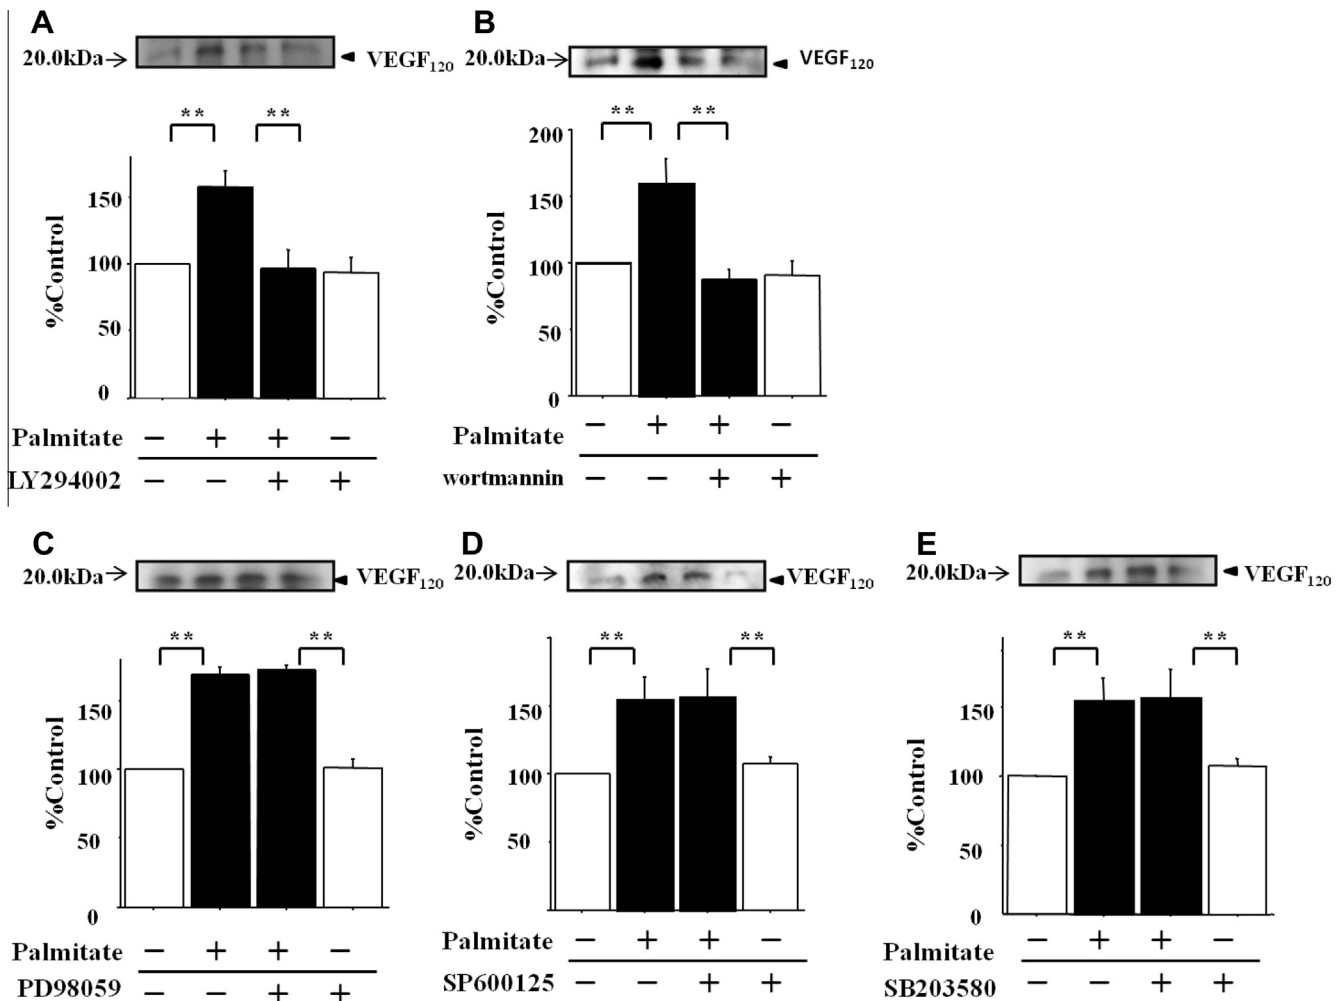 A
20.0kDa→ ◄ VEGF120
** **
150
100
50
0
%Control
Palmitate − + + −
LY294002 − − + +
B
20.0kDa→ ◄ VEGF120
** **
200
150
100
50
0
%Control
Palmitate − + + −
wortmannin − − + +
C
20.0kDa→ ◄ VEGF120
** **
150
100
50
0
%Control
Palmitate − + + −
PD98059 − − + +
D
20.0kDa→ ◄ VEGF120
** **
150
100
50
%Control
Palmitate − + + −
SP600125 + +
E
20.0kDa→ ◄ VEGF120
** **
150
100
50
0
%Control
Palmitate − + + −
SB203580 + +